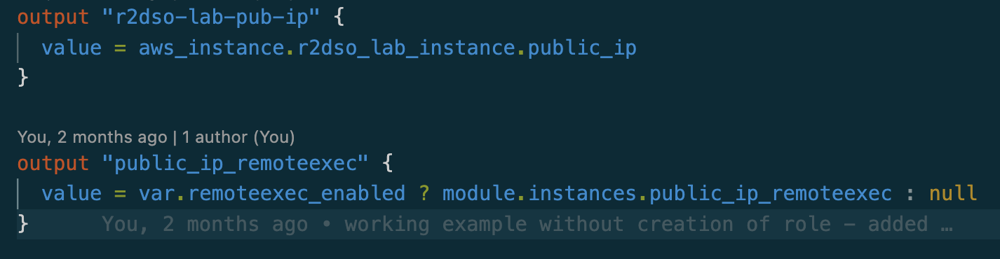 output "r2dso-lab-pub-ip" {
  value = aws_instance.r2dso_lab_instance.public_ip
}
You, 2 months ago | 1 author (You)
output "public_ip_remoteexec" {
  value = var.remoteexec_enabled ? module.instances.public_ip_remoteexec : null
}      You, 2 months ago • working example without creation of role – added …